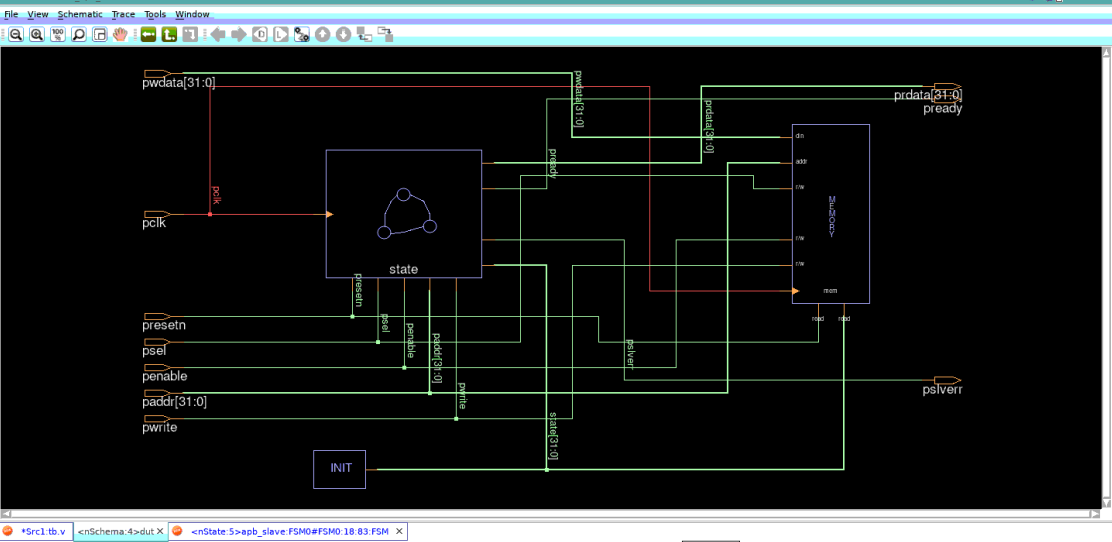 File View Schematic Trace Tools Window
100 %
D L
pwdata[31:0]
pwdata[31:0]
prdata[31:0]
prdata[31:0]
pready
pready
din
addr
r/w
r/w
r/w
MEMORY
mem
read read
pclk
pclk
state
presetn
presetn
psel
psel
penable
penable
paddr[31:0]
paddr[31:0]
pwrite
pwrite
pslverr
pslverr
state[31:0]
INIT
*Src1:tb.v <nSchema:4>dut <nState:5>apb_slave:FSM0#FSM0:18:83:FSM